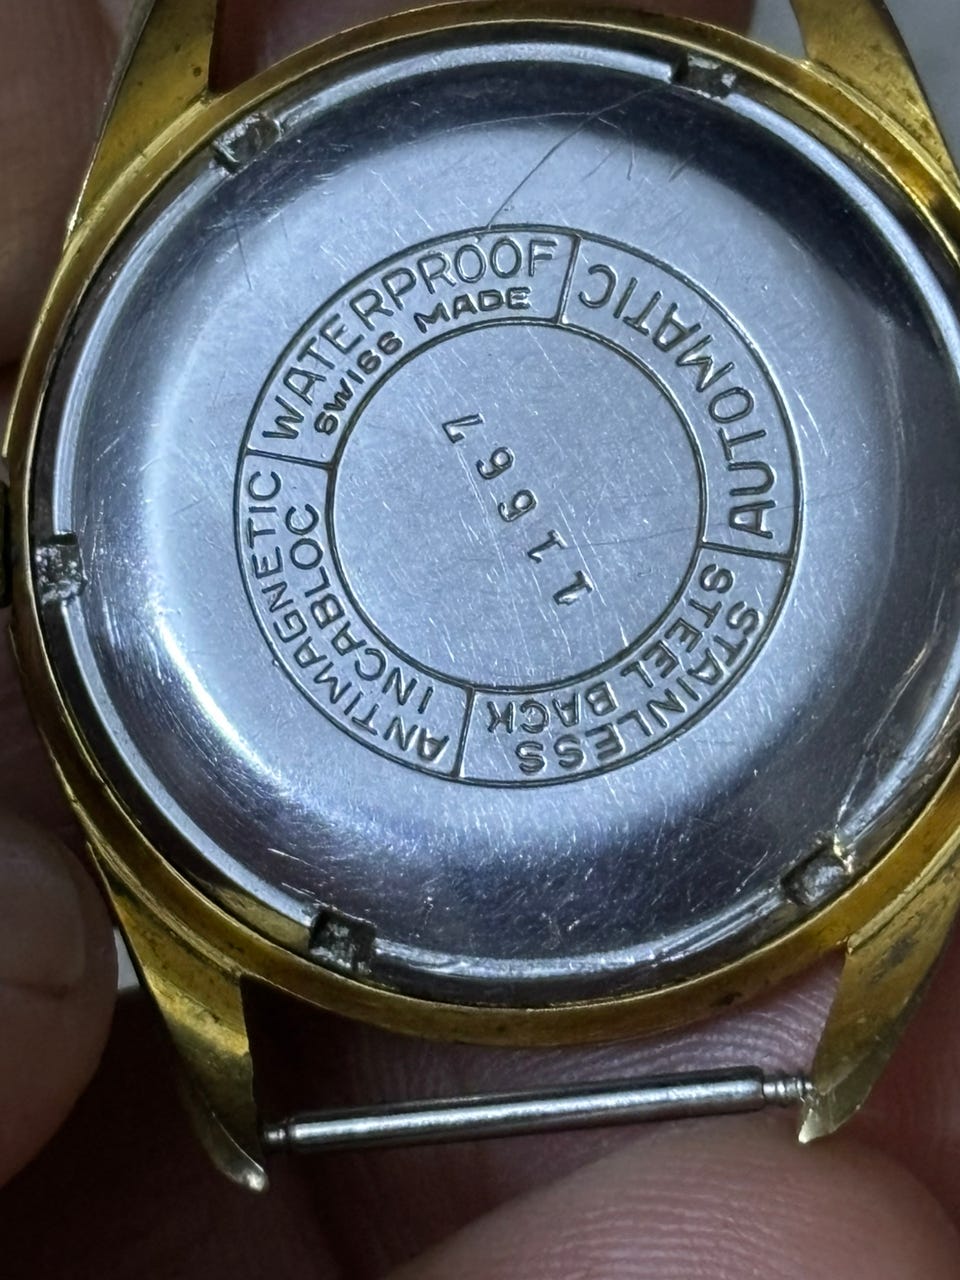 WATERPROOF
SWISS MADE
AUTOMATIC
STAINLESS
STEEL BACK
ANTIMAGNETIC
INCABLOC
11667